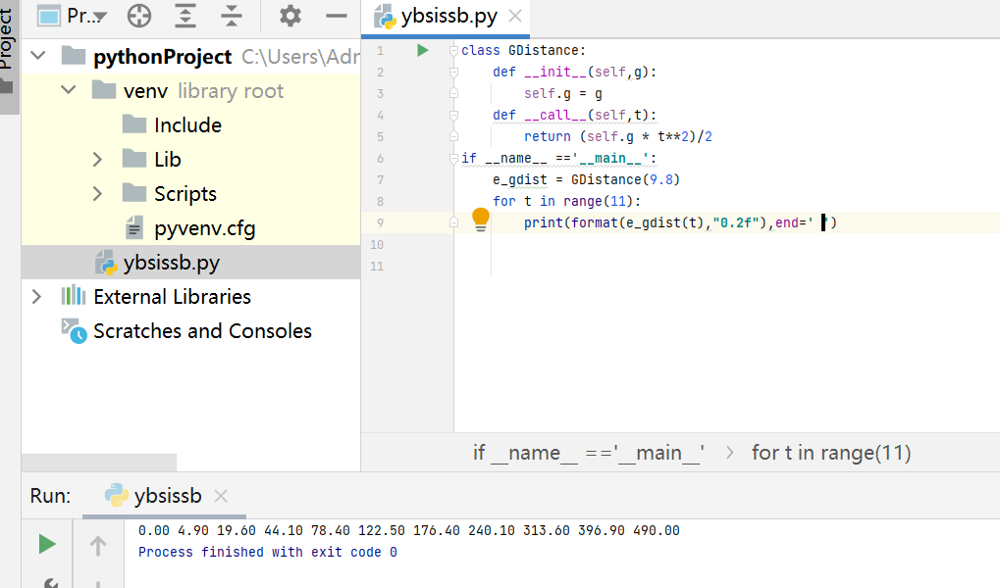 Project
Pr...
ybsissb.py
pythonProject C:\Users\Adr
venv library root
Include
Lib
Scripts
pyvenv.cfg
ybsissb.py
External Libraries
Scratches and Consoles
1 class GDistance:
2 def __init__(self,g):
3 self.g = g
4 def __call__(self,t):
5 return (self.g * t**2)/2
6 if __name__ =='__main__':
7 e_gdist = GDistance(9.8)
8 for t in range(11):
9 print(format(e_gdist(t),"0.2f"),end=' ')
10
11
if __name__ =='__main__' > for t in range(11)
Run: ybsissb
0.00 4.90 19.60 44.10 78.40 122.50 176.40 240.10 313.60 396.90 490.00
Process finished with exit code 0